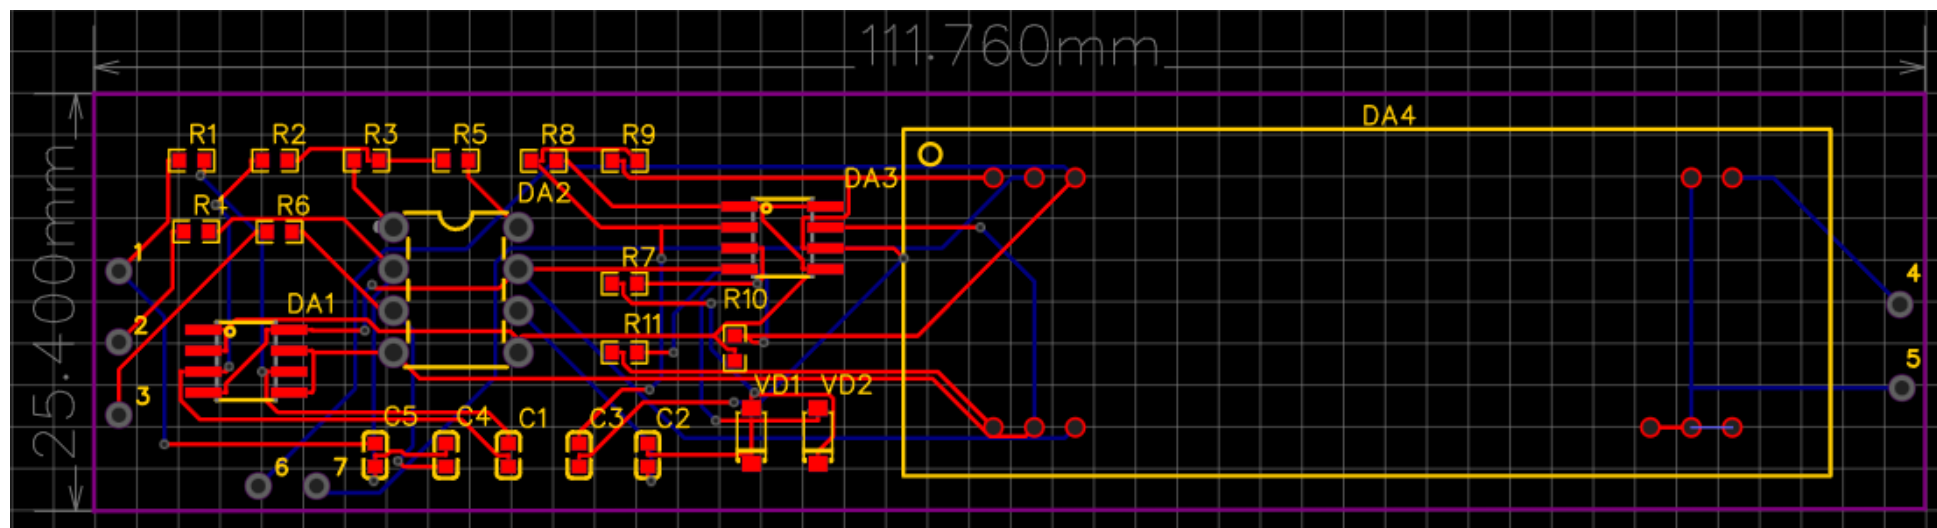 111.760mm
25.400mm
DA4
R1 R2 R3 R5 R8 R9
DA3
DA2
R4 R6
1
R7
4
R10
DA1
2
R11
5
3
VD1 VD2
C5 C4 C1 C3 C2
6 7